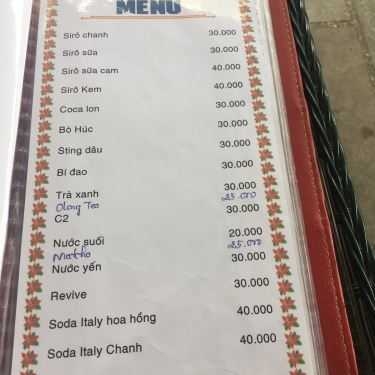 MENU
Sirô chanh 30.000
Sirô sữa 30.000
Sirô sữa cam 40.000
Sirô Kem 40.000
Coca lon 30.000
Bò Húc 30.000
Sting dâu 30.000
Bí đao 30.000
Trà xanh 30.000
Olong Tea 25.000
C2 30.000
Nước suối 20.000
25.000
Nước yến 30.000
Revive 30.000
Soda Italy hoa hồng 40.000
Soda Italy Chanh 40.000